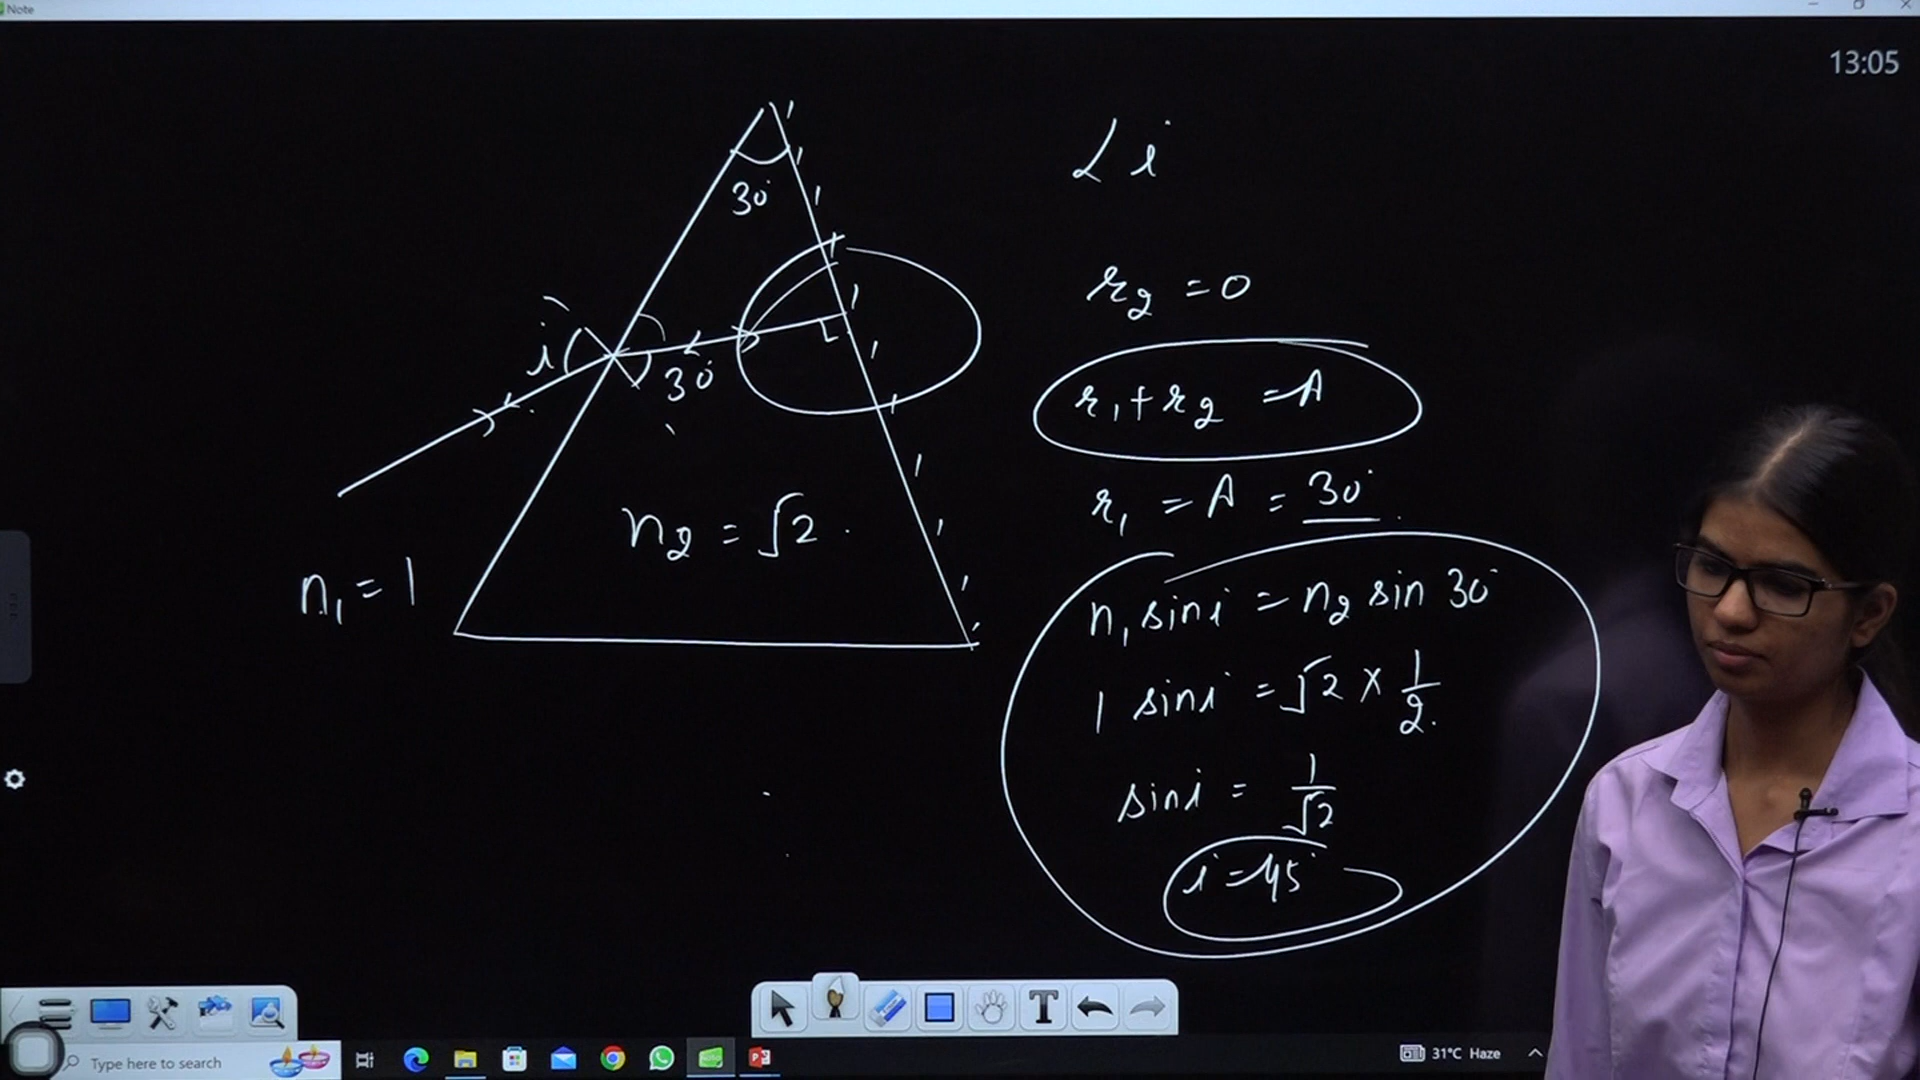 Note
13:05
30°
∠i
r₂ = 0
i
30°
r₁ + r₂ = A
r₁ = A = 30°
n₂ = √2
n₁ = 1
n₁ sin i = n₂ sin 30°
1 sin i = √2 × 1/2
sin i = 1/√2
i = 45°
T
Type here to search
Note
31°C Haze